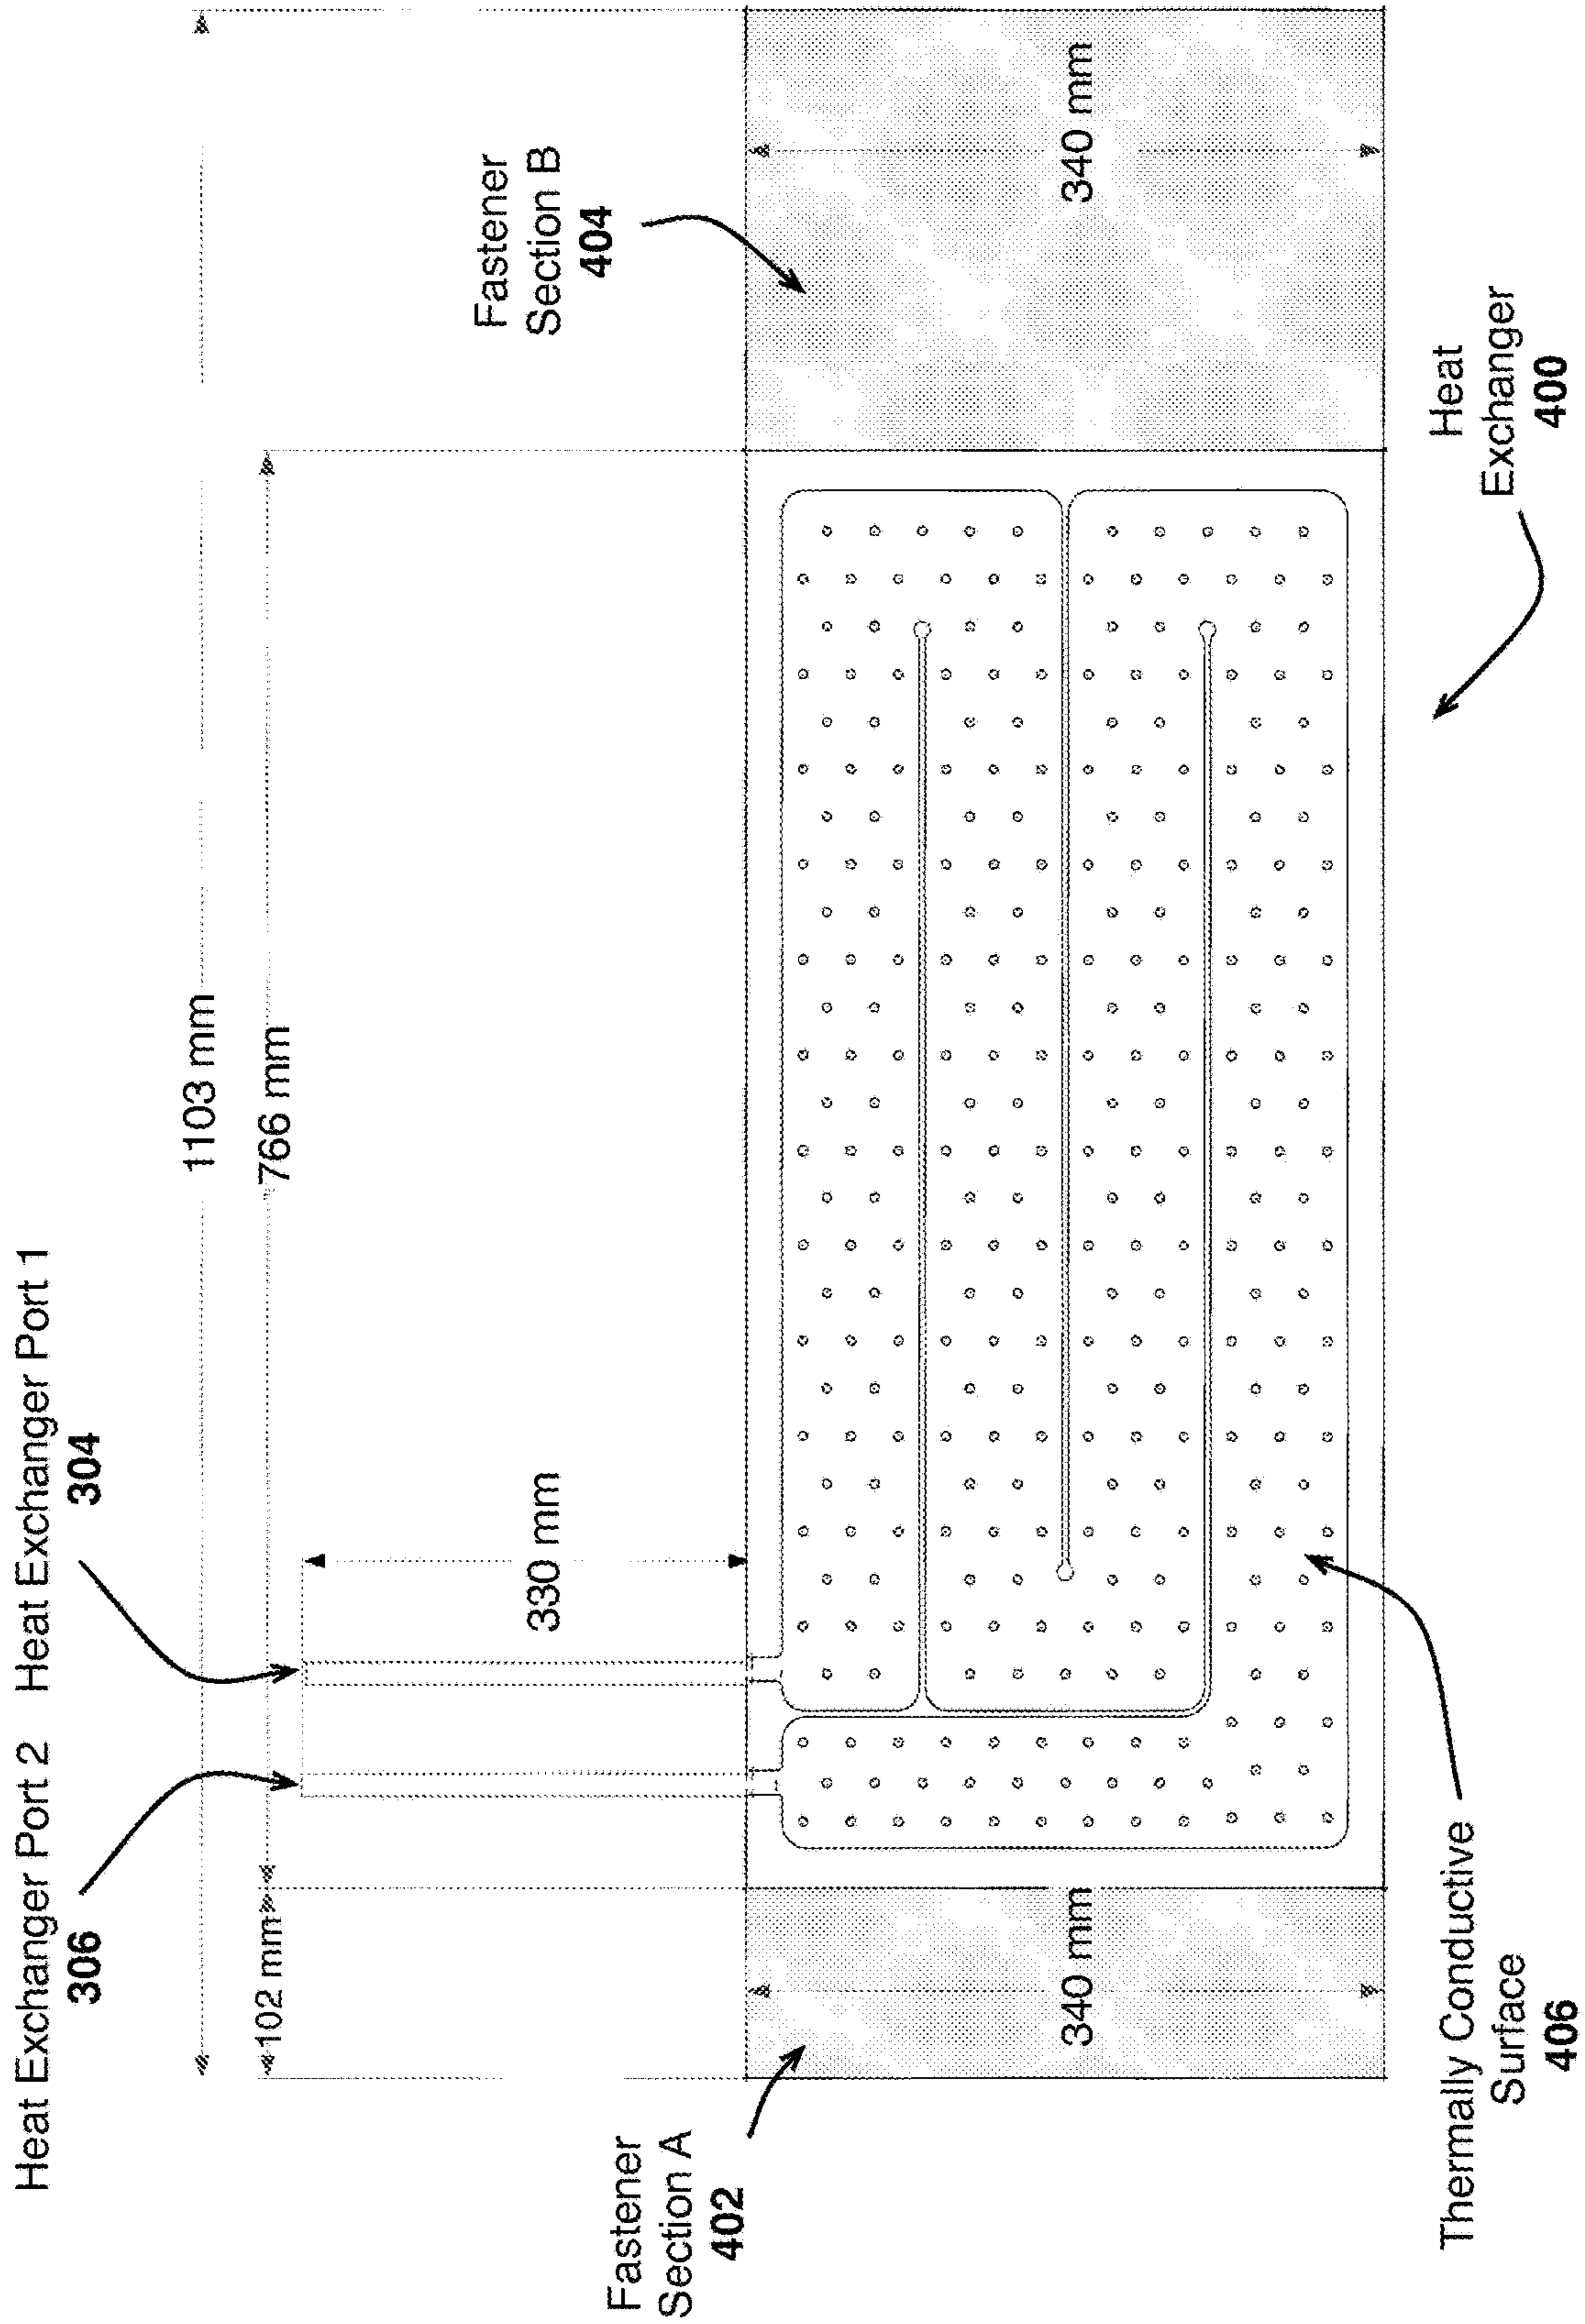 Heat Exchanger Port 2
306
Heat Exchanger Port 1
304
1103 mm
766 mm
102 mm
330 mm
Fastener
Section B
404
Fastener
Section A
402
340 mm
340 mm
Thermally Conductive
Surface
406
Heat
Exchanger
400